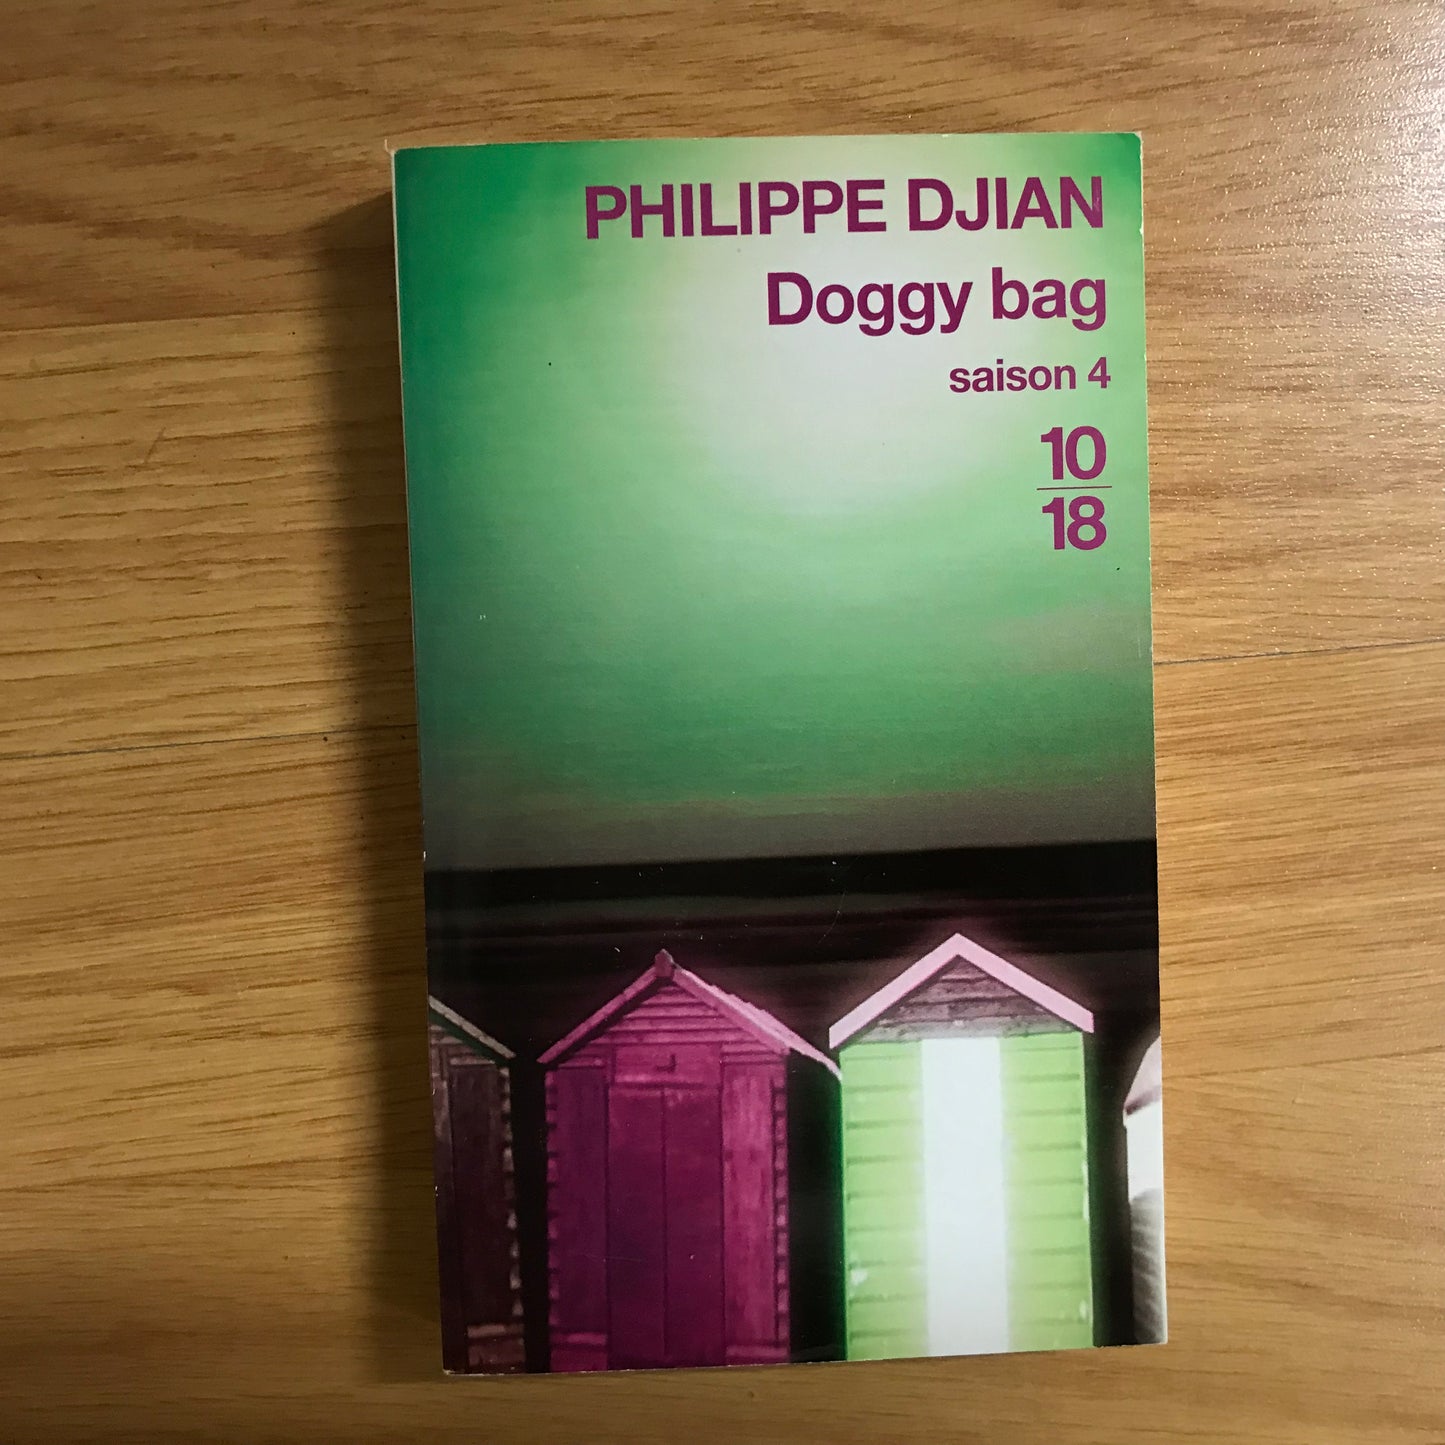 PHILIPPE DJIAN
Doggy bag
saison 4
10
18